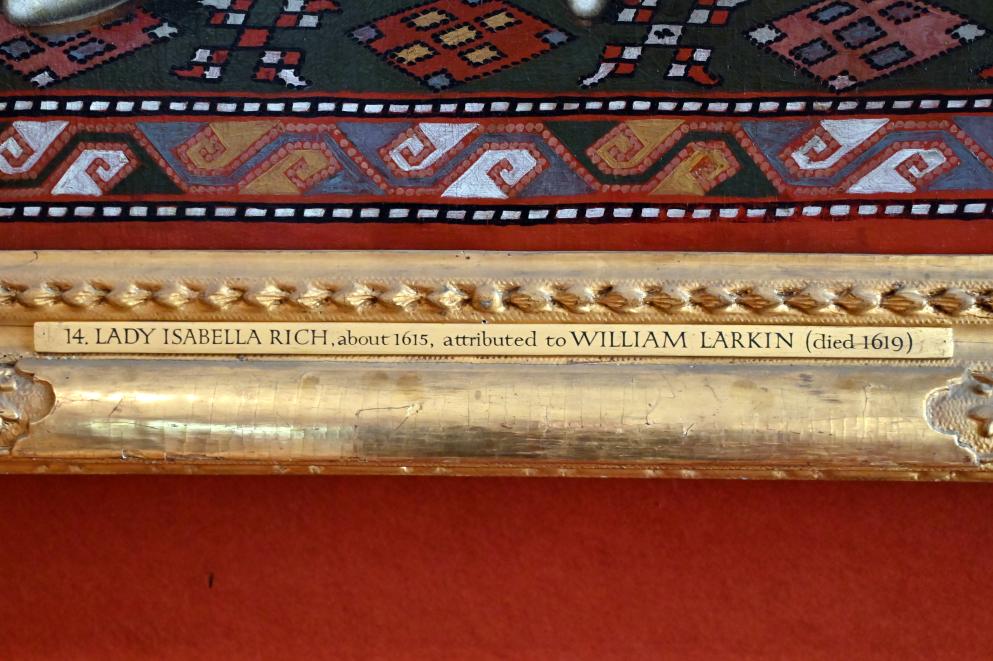 14. LADY ISABELLA RICH, about 1615, attributed to WILLIAM LARKIN (died 1619)